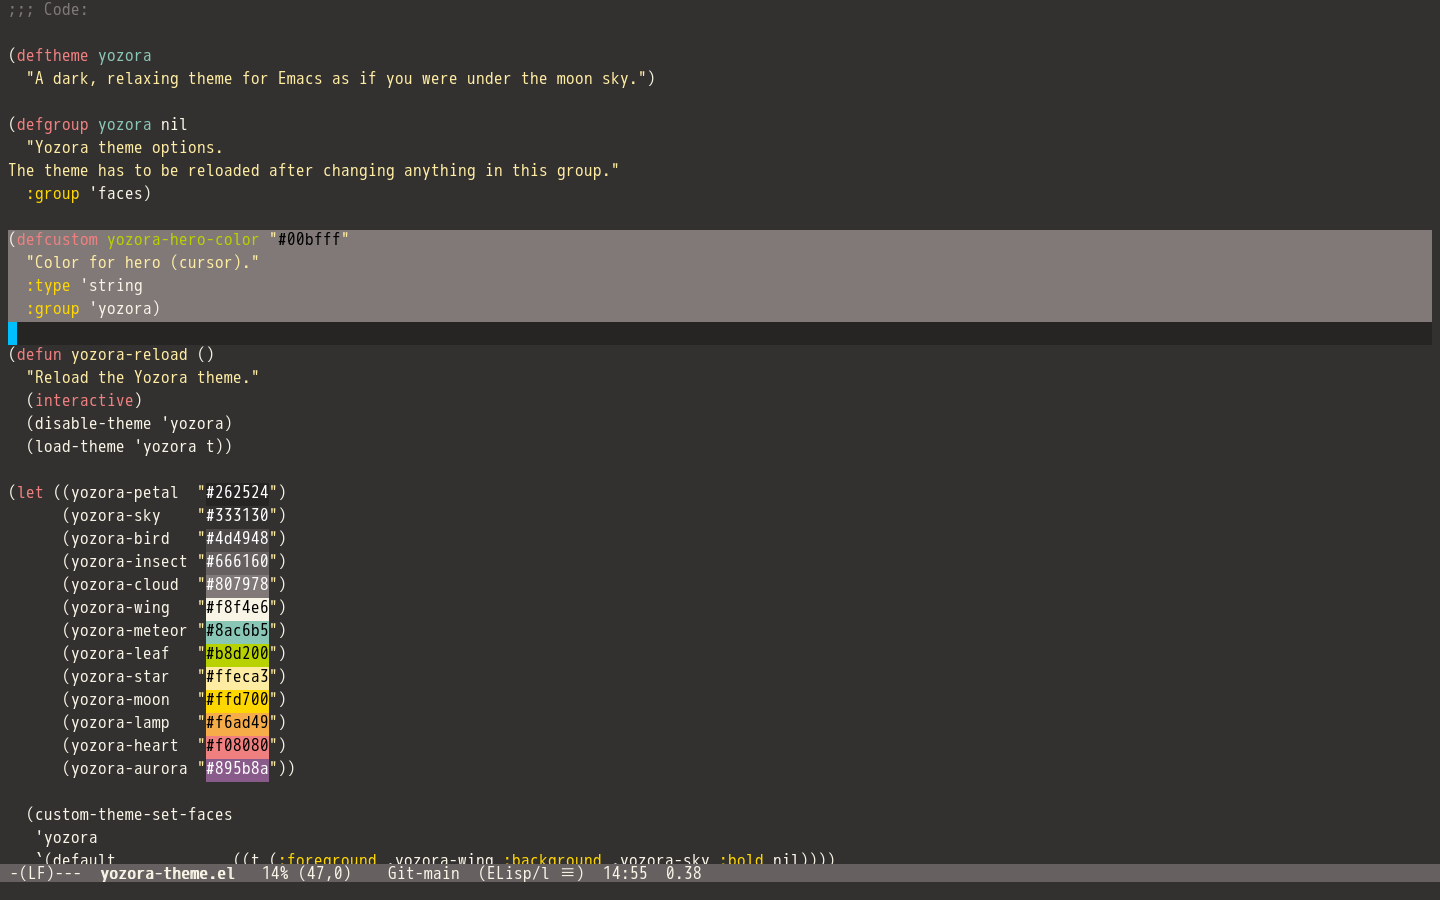 ;;; Code:

(deftheme yozora
  "A dark, relaxing theme for Emacs as if you were under the moon sky.")

(defgroup yozora nil
  "Yozora theme options.
The theme has to be reloaded after changing anything in this group."
  :group 'faces)

(defcustom yozora-hero-color "#00bfff"
  "Color for hero (cursor)."
  :type 'string
  :group 'yozora)

(defun yozora-reload ()
  "Reload the Yozora theme."
  (interactive)
  (disable-theme 'yozora)
  (load-theme 'yozora t))

(let ((yozora-petal  "#262524")
      (yozora-sky    "#333130")
      (yozora-bird   "#4d4948")
      (yozora-insect "#666160")
      (yozora-cloud  "#807978")
      (yozora-wing   "#f8f4e6")
      (yozora-meteor "#8ac6b5")
      (yozora-leaf   "#b8d200")
      (yozora-star   "#ffeca3")
      (yozora-moon   "#ffd700")
      (yozora-lamp   "#f6ad49")
      (yozora-heart  "#f08080")
      (yozora-aurora "#895b8a"))

  (custom-theme-set-faces
   'yozora
   `(default             ((t (:foreground ,yozora-wing :background ,yozora-sky :bold nil))))
-(LF)---  yozora-theme.el   14% (47,0)    Git-main  (ELisp/l ☰)  14:55  0.38